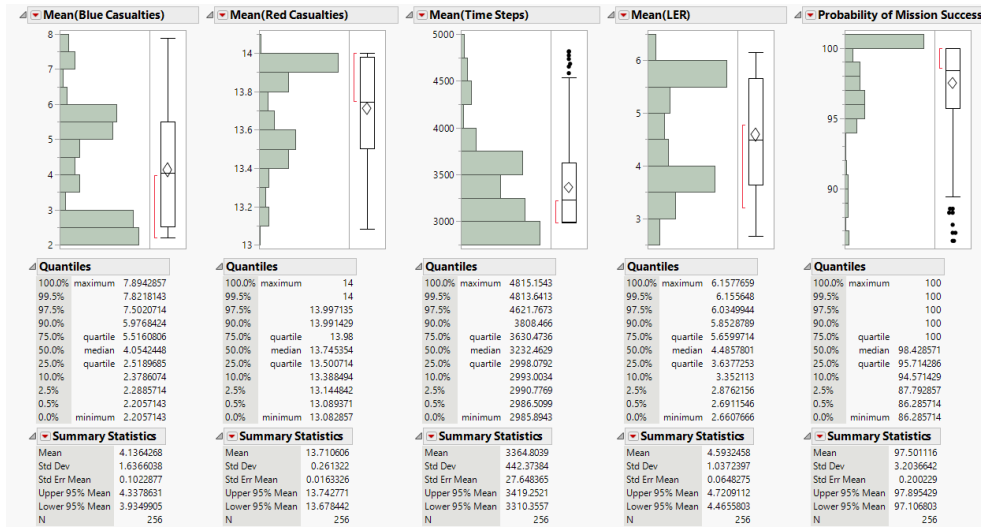 Mean(Blue Casualties)
8
7
6
5
4
3
2
Quantiles
100.0% maximum 7.8942857
99.5% 7.8218143
97.5% 7.5020714
90.0% 5.9768424
75.0% quartile 5.5160806
50.0% median 4.0542448
25.0% quartile 2.5189685
10.0% 2.3786074
2.5% 2.2885714
0.5% 2.2057143
0.0% minimum 2.2057143
Summary Statistics
Mean 4.1364268
Std Dev 1.6366038
Std Err Mean 0.1022877
Upper 95% Mean 4.3378631
Lower 95% Mean 3.9349905
N 256
Mean(Red Casualties)
14
13.8
13.6
13.4
13.2
13
Quantiles
100.0% maximum 14
99.5% 14
97.5% 13.997135
90.0% 13.991429
75.0% quartile 13.98
50.0% median 13.745354
25.0% quartile 13.500714
10.0% 13.388494
2.5% 13.144842
0.5% 13.089371
0.0% minimum 13.082857
Summary Statistics
Mean 13.710606
Std Dev 0.261322
Std Err Mean 0.0163326
Upper 95% Mean 13.742771
Lower 95% Mean 13.678442
N 256
Mean(Time Steps)
5000
4500
4000
3500
3000
Quantiles
100.0% maximum 4815.1543
99.5% 4813.6413
97.5% 4621.7673
90.0% 3808.466
75.0% quartile 3630.4736
50.0% median 3232.4629
25.0% quartile 2998.0792
10.0% 2993.0034
2.5% 2990.7769
0.5% 2986.5099
0.0% minimum 2985.8943
Summary Statistics
Mean 3364.8039
Std Dev 442.37384
Std Err Mean 27.648365
Upper 95% Mean 3419.2521
Lower 95% Mean 3310.3557
N 256
Mean(LER)
6
5
4
3
Quantiles
100.0% maximum 6.1577659
99.5% 6.155648
97.5% 6.0349944
90.0% 5.8528789
75.0% quartile 5.6599714
50.0% median 4.4857801
25.0% quartile 3.6377253
10.0% 3.352113
2.5% 2.8762156
0.5% 2.6911546
0.0% minimum 2.6607666
Summary Statistics
Mean 4.5932458
Std Dev 1.0372397
Std Err Mean 0.0648275
Upper 95% Mean 4.7209112
Lower 95% Mean 4.4655803
N 256
Probability of Mission Success
100
95
90
Quantiles
100.0% maximum 100
99.5% 100
97.5% 100
90.0% 100
75.0% quartile 100
50.0% median 98.428571
25.0% quartile 95.714286
10.0% 94.571429
2.5% 87.792857
0.5% 86.285714
0.0% minimum 86.285714
Summary Statistics
Mean 97.501116
Std Dev 3.2036642
Std Err Mean 0.200229
Upper 95% Mean 97.895429
Lower 95% Mean 97.106803
N 256